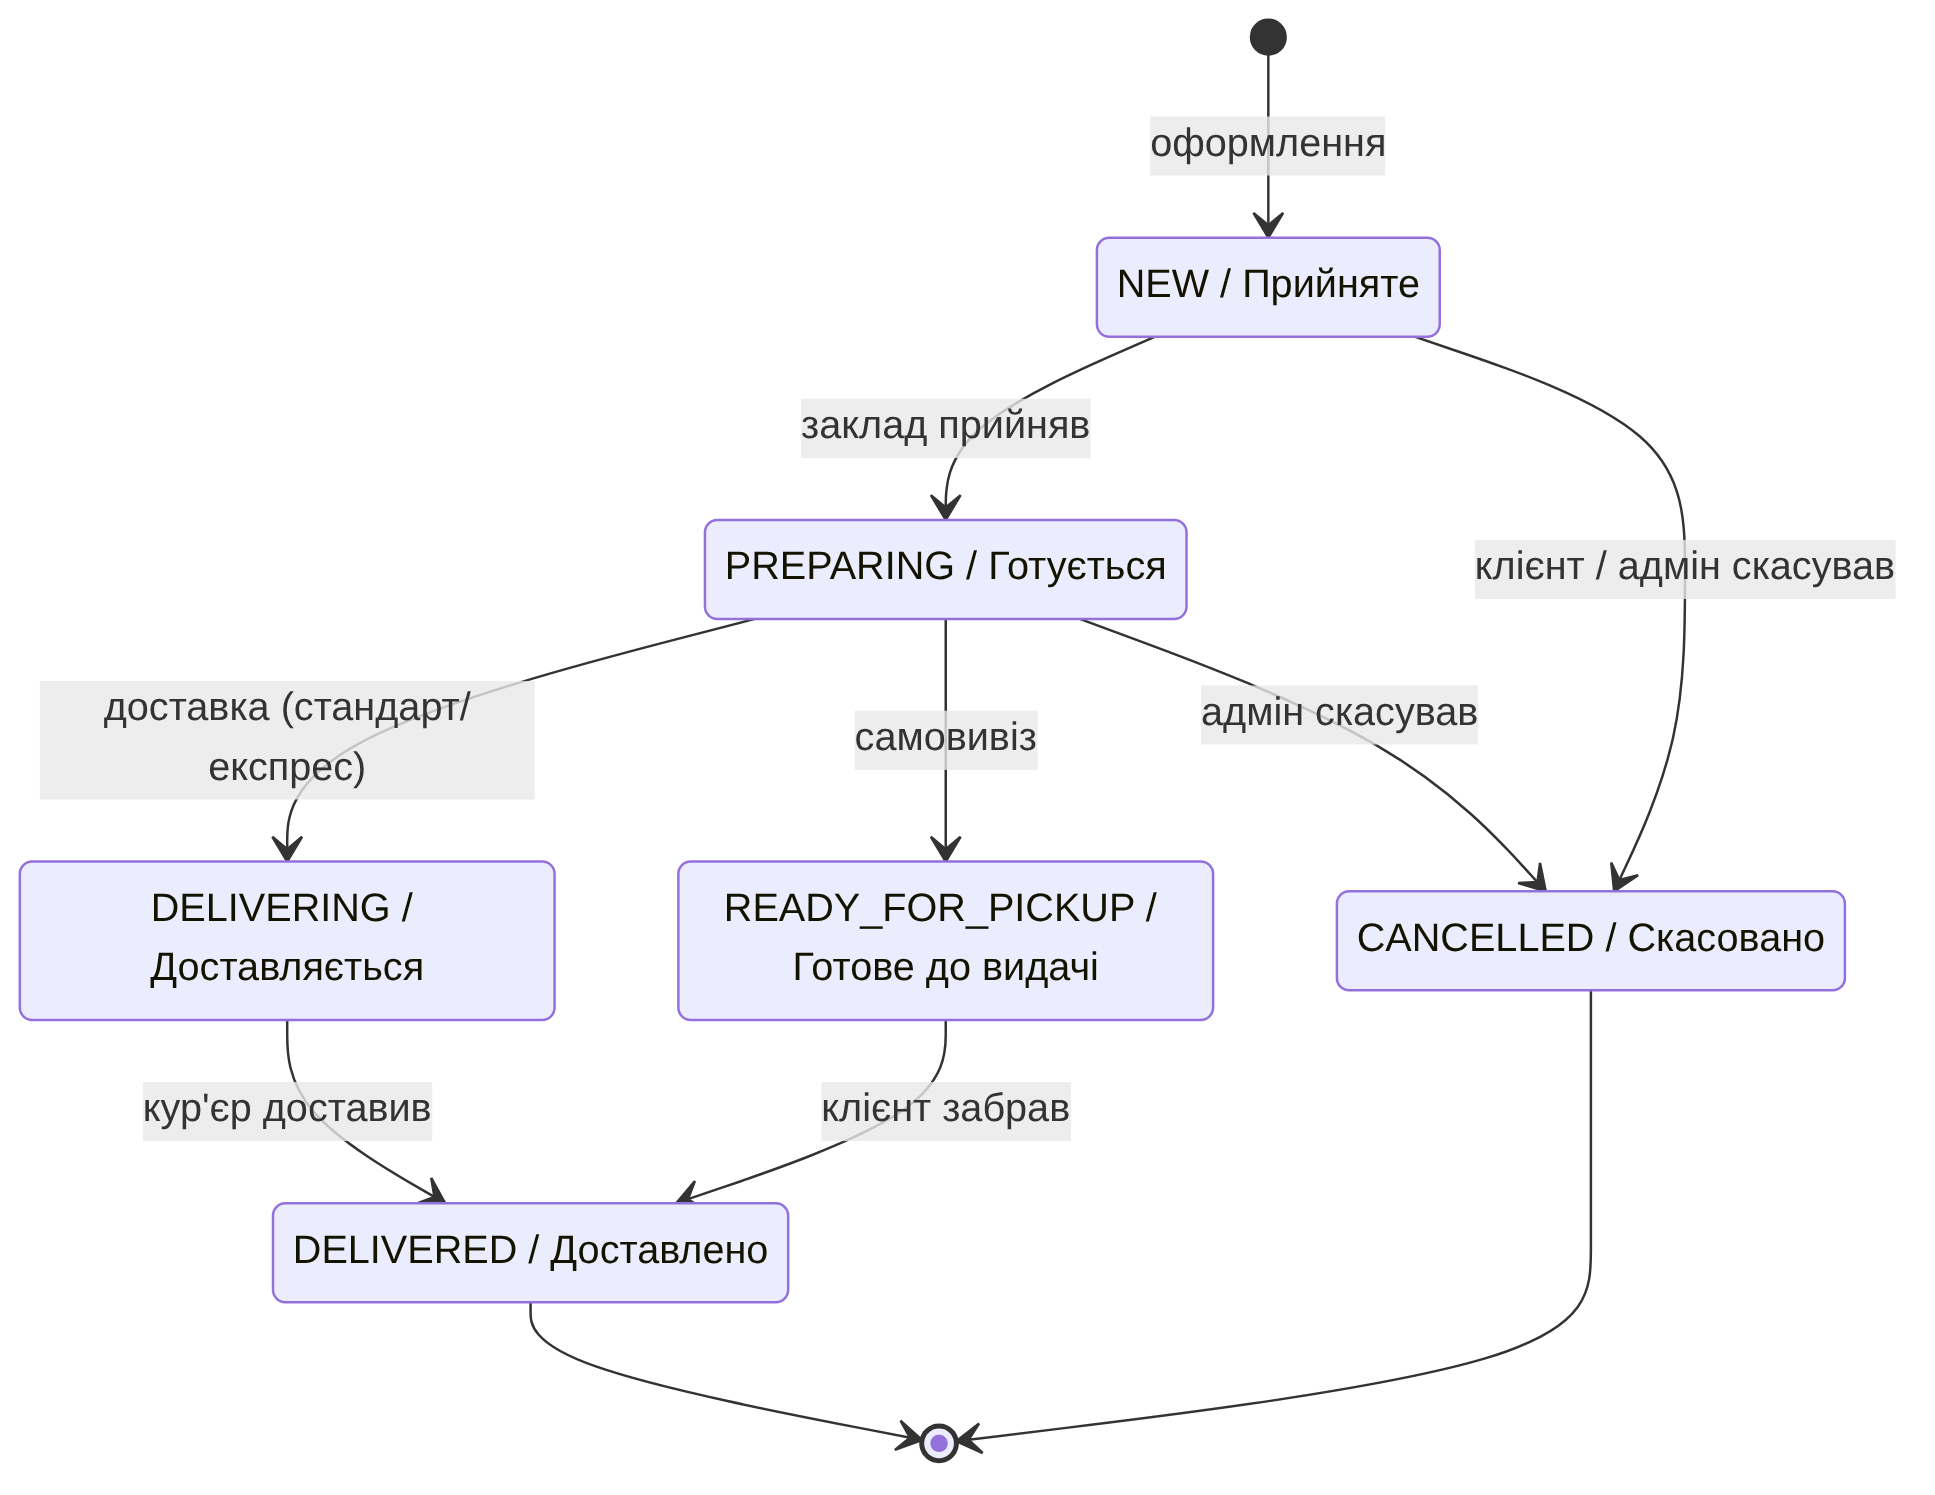 оформлення
NEW / Прийняте
заклад прийняв
PREPARING / Готується
клієнт / адмін скасував
доставка (стандарт/
експрес)
самовивіз
адмін скасував
DELIVERING /
Доставляється
READY_FOR_PICKUP /
Готове до видачі
CANCELLED / Скасовано
кур'єр доставив
клієнт забрав
DELIVERED / Доставлено